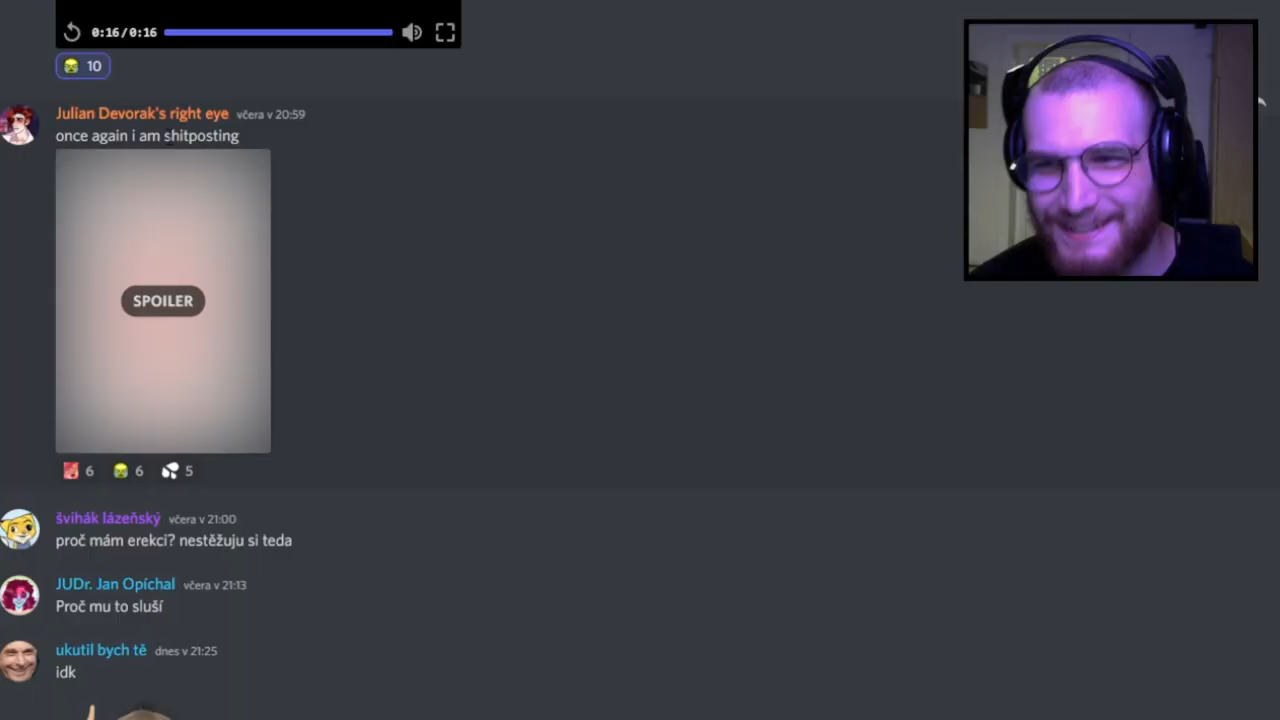 0:16/0:16
10
Julian Devorak's right eye včera v 20:59
once again i am shitposting
SPOILER
6 6 5
švihák lázeňský včera v 21:00
proč mám erekci? nestěžuju si teda
JUDr. Jan Opíchal včera v 21:13
Proč mu to sluší
ukutil bych tě dnes v 21:25
idk